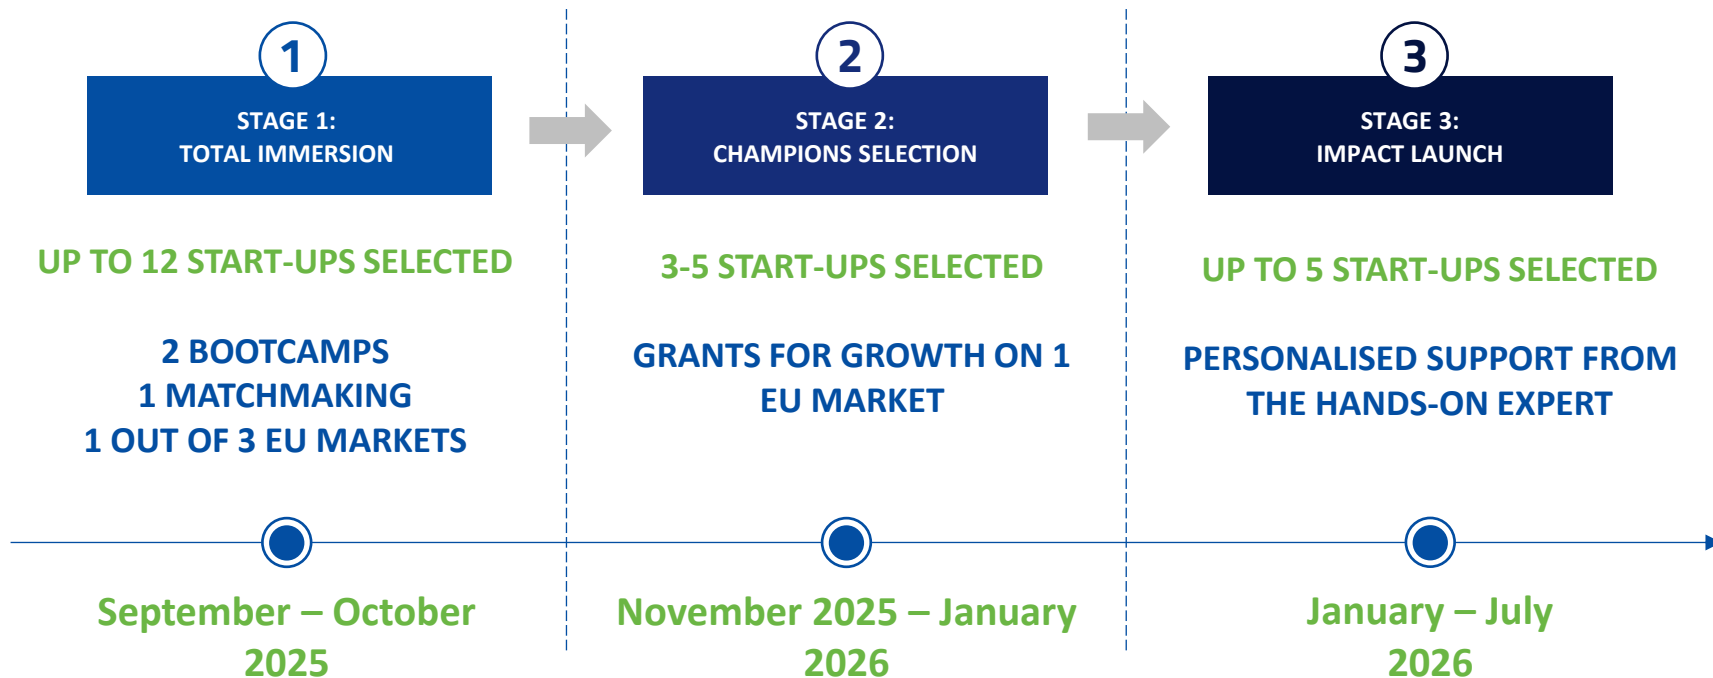 1
STAGE 1:
TOTAL IMMERSION
UP TO 12 START-UPS SELECTED
2 BOOTCAMPS
1 MATCHMAKING
1 OUT OF 3 EU MARKETS
September – October
2025
2
STAGE 2:
CHAMPIONS SELECTION
3-5 START-UPS SELECTED
GRANTS FOR GROWTH ON 1
EU MARKET
November 2025 – January
2026
3
STAGE 3:
IMPACT LAUNCH
UP TO 5 START-UPS SELECTED
PERSONALISED SUPPORT FROM
THE HANDS-ON EXPERT
January – July
2026